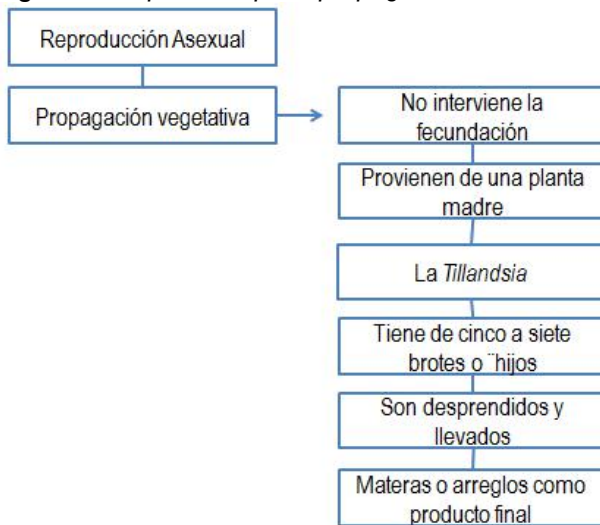 Reproducción Asexual
Propagación vegetativa
No interviene la
fecundación
Provienen de una planta
madre
La Tillandsia
Tiene de cinco a siete
brotes o ¨hijos
Son desprendidos y
llevados
Materas o arreglos como
producto final